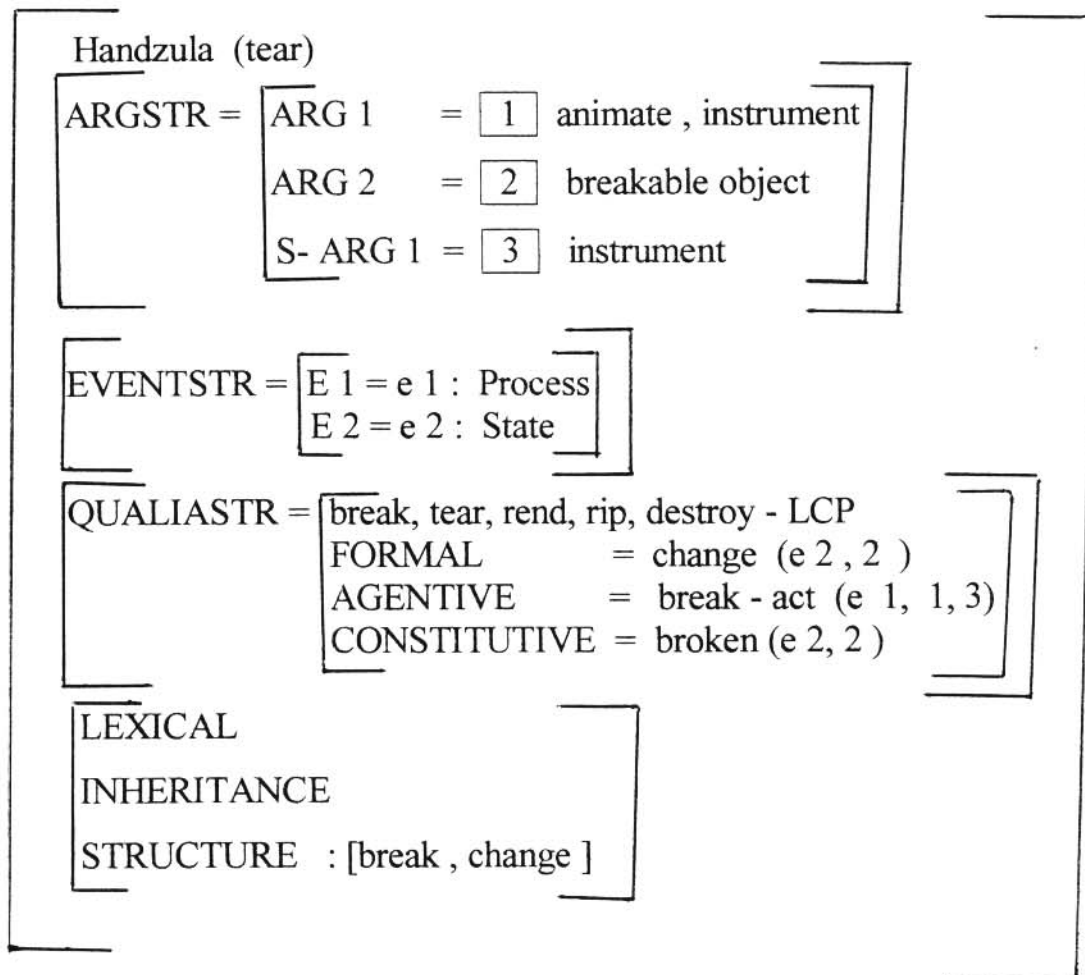 Handzula (tear)
ARGSTR = ARG 1 = 1 animate , instrument
ARG 2 = 2 breakable object
S- ARG 1 = 3 instrument
EVENTSTR = E 1 = e 1 : Process
E 2 = e 2 : State
QUALIASTR = break, tear, rend, rip, destroy - LCP
FORMAL = change (e 2 , 2 )
AGENTIVE = break - act (e 1, 1, 3)
CONSTITUTIVE = broken (e 2, 2 )
LEXICAL
INHERITANCE
STRUCTURE : [break , change ]